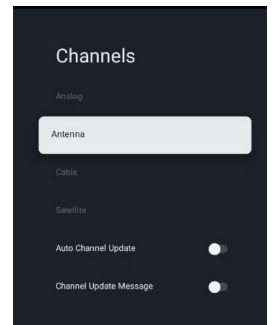 Channels
Analog
Antenna
Cable
Satellite
Auto Channel Update
Channel Update Message